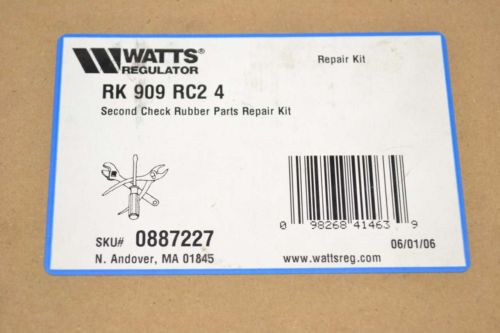 WATTS®
REGULATOR
Repair Kit
RK 909 RC2 4
Second Check Rubber Parts Repair Kit
0 98268 41463 9
SKU# 0887227
06/01/06
N. Andover, MA 01845
www.wattsreg.com